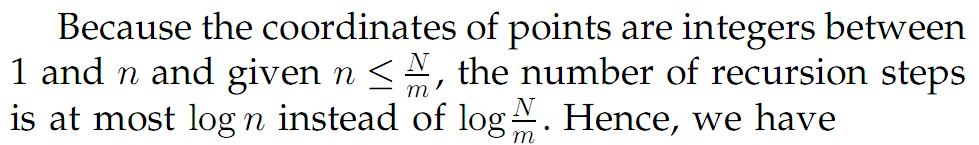 Because the coordinates of points are integers between
1 and n and given n ≤ N/m, the number of recursion steps
is at most log n instead of log N/m. Hence, we have